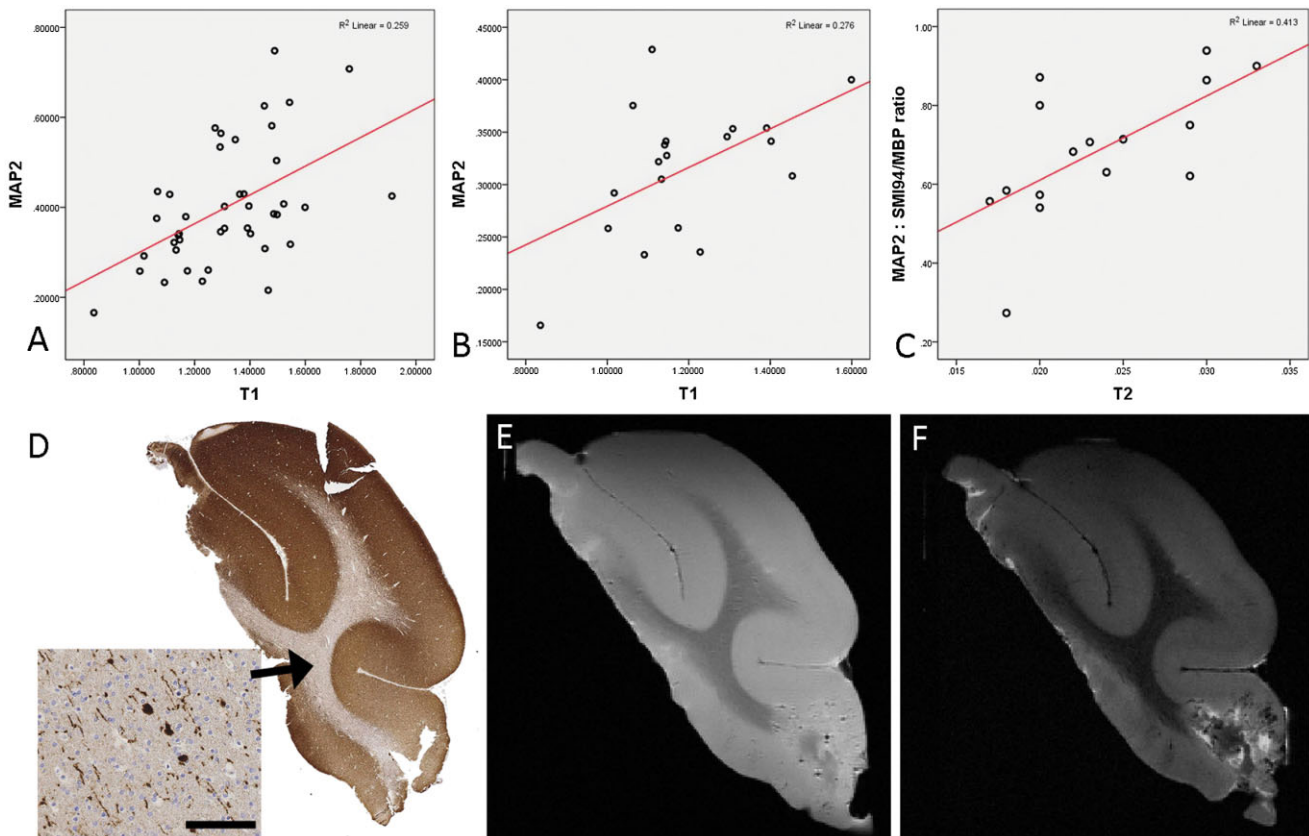 R² Linear = 0.259
.80000
.60000
.40000
.20000
MAP2
A
.80000 1.00000 1.20000 1.40000 1.60000 1.80000 2.00000
T1
R² Linear = 0.276
.45000
.40000
.35000
.30000
.25000
.2000
.15000
MAP2
B
.80000 1.00000 1.20000 1.40000 1.60000
T1
R² Linear = 0.413
1.00
.80
.60
.40
.20
MAP2 : SMI94/MBP ratio
C
.015 .020 .025 .030 .035
T2
D
E
F